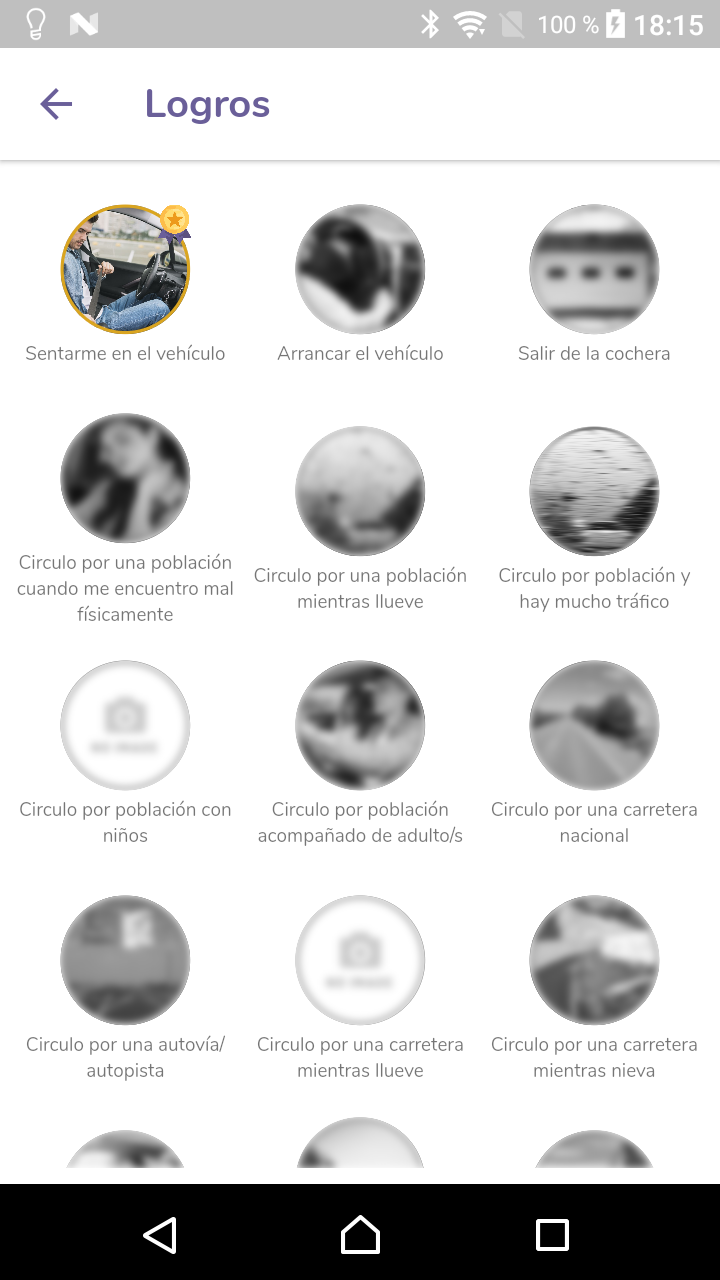 100 %
18:15
Logros
Sentarme en el vehículo
Arrancar el vehículo
Salir de la cochera
Circulo por una población
cuando me encuentro mal
físicamente
Circulo por una población
mientras llueve
Circulo por población y
hay mucho tráfico
Circulo por población con
niños
Circulo por población
acompañado de adulto/s
Circulo por una carretera
nacional
Circulo por una autovía/
autopista
Circulo por una carretera
mientras llueve
Circulo por una carretera
mientras nieva